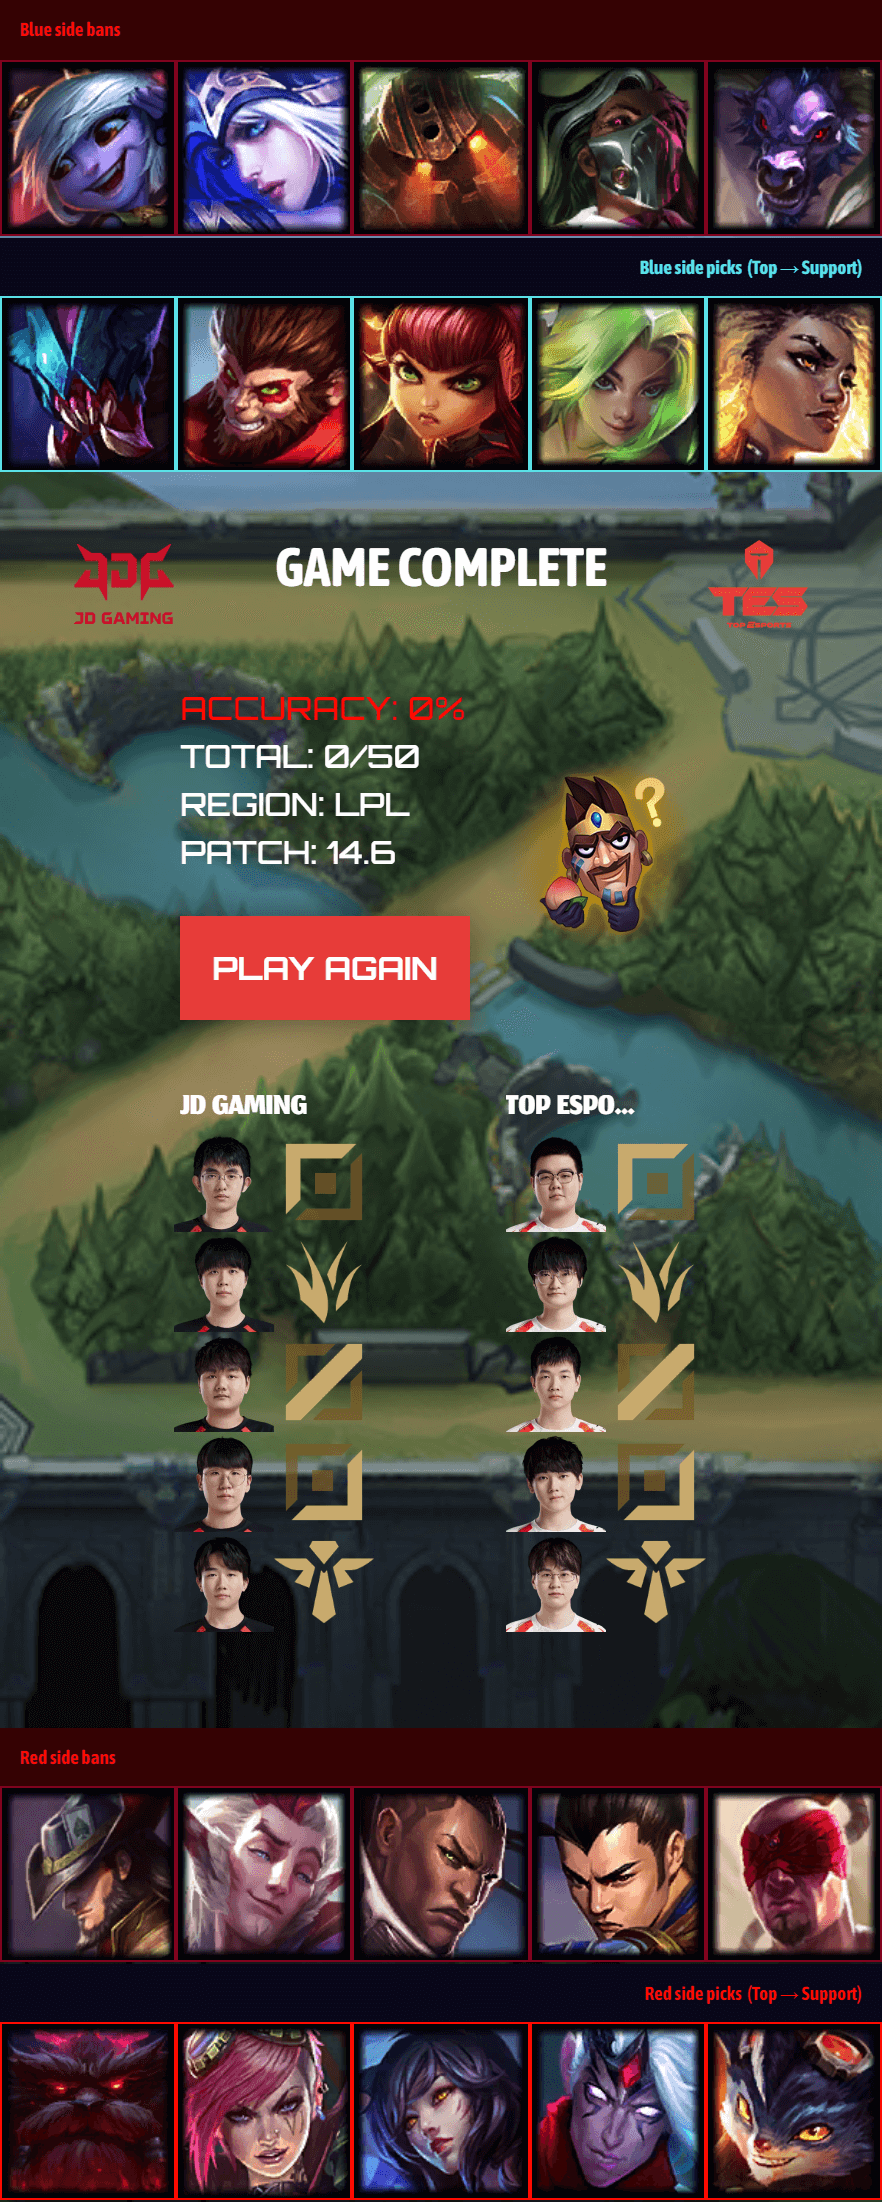 Blue side bans
Blue side picks (Top → Support)
JDG
JD GAMING
GAME COMPLETE
TES
TOP ESPORTS
ACCURACY: 0%
TOTAL: 0/50
REGION: LPL
PATCH: 14.6
?
PLAY AGAIN
JD GAMING
TOP ESPO...
Red side bans
Red side picks (Top → Support)